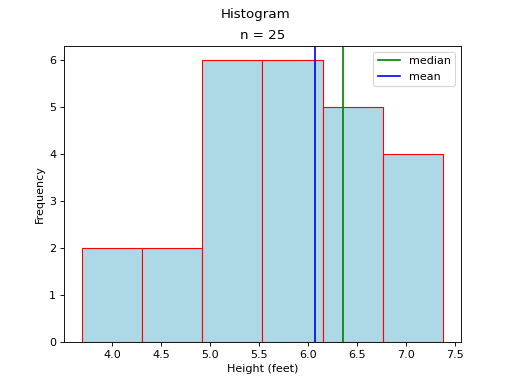 Histogram
n = 25
median
mean
6
5
4
3
2
1
0
Frequency
4.0 4.5 5.0 5.5 6.0 6.5 7.0 7.5
Height (feet)